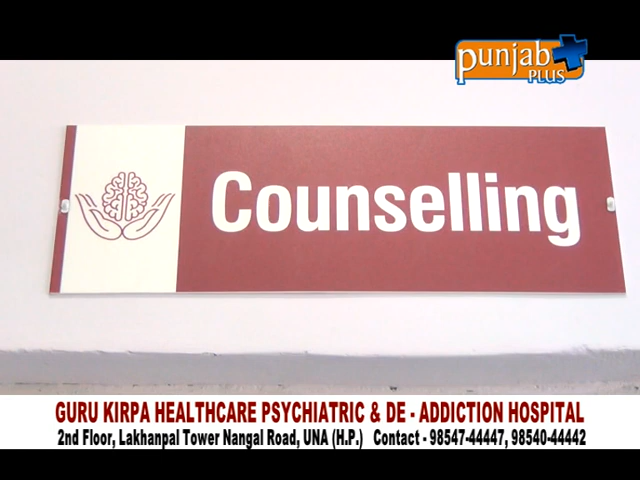 punjab
PLUS
Counselling
GURU KIRPA HEALTHCARE PSYCHIATRIC & DE - ADDICTION HOSPITAL
2nd Floor, Lakhanpal Tower Nangal Road, UNA (H.P.) Contact - 98547-44447, 98540-44442